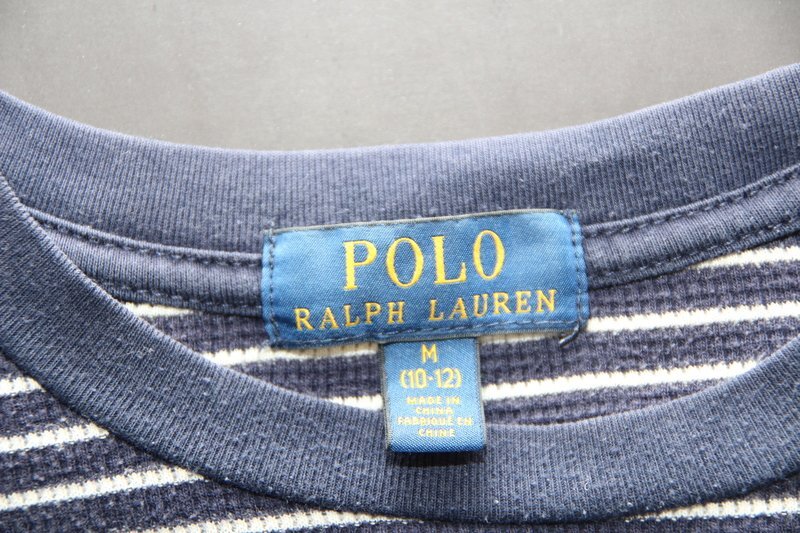 POLO
RALPH LAUREN
M
(10-12)
MADE IN
CHINA
FABRIQUÉ EN
CHINE